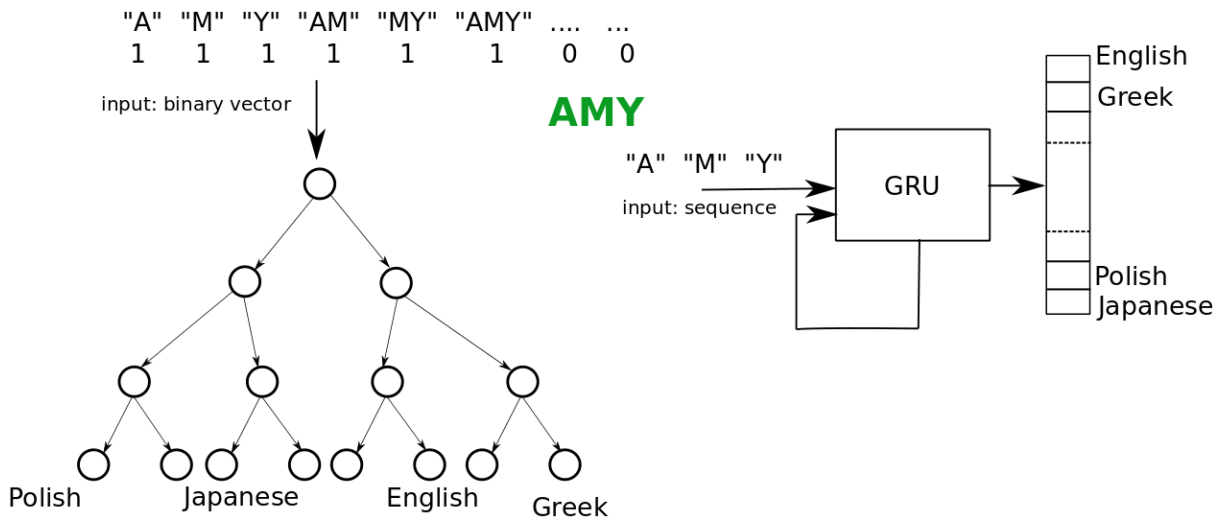 "A" "M" "Y" "AM" "MY" "AMY" .... ...
1 1 1 1 1 1 0 0
input: binary vector
AMY
"A" "M" "Y"
input: sequence
GRU
English
Greek
Polish
Japanese
Polish
Japanese
English
Greek